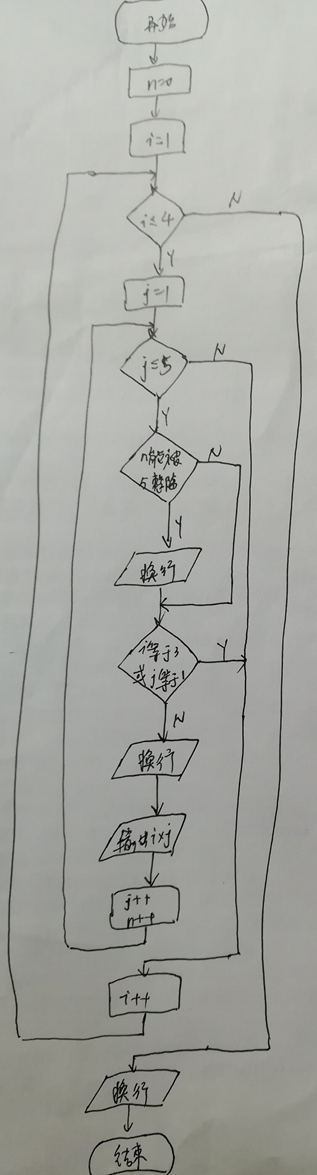 开始
n=0
i=1
i≤4
N
Y
j=1
j≤5
N
Y
n能被
5整除
N
Y
换行
i等于3
或j等于1
Y
N
换行
输出i×j
j++
n++
i++
换行
结束